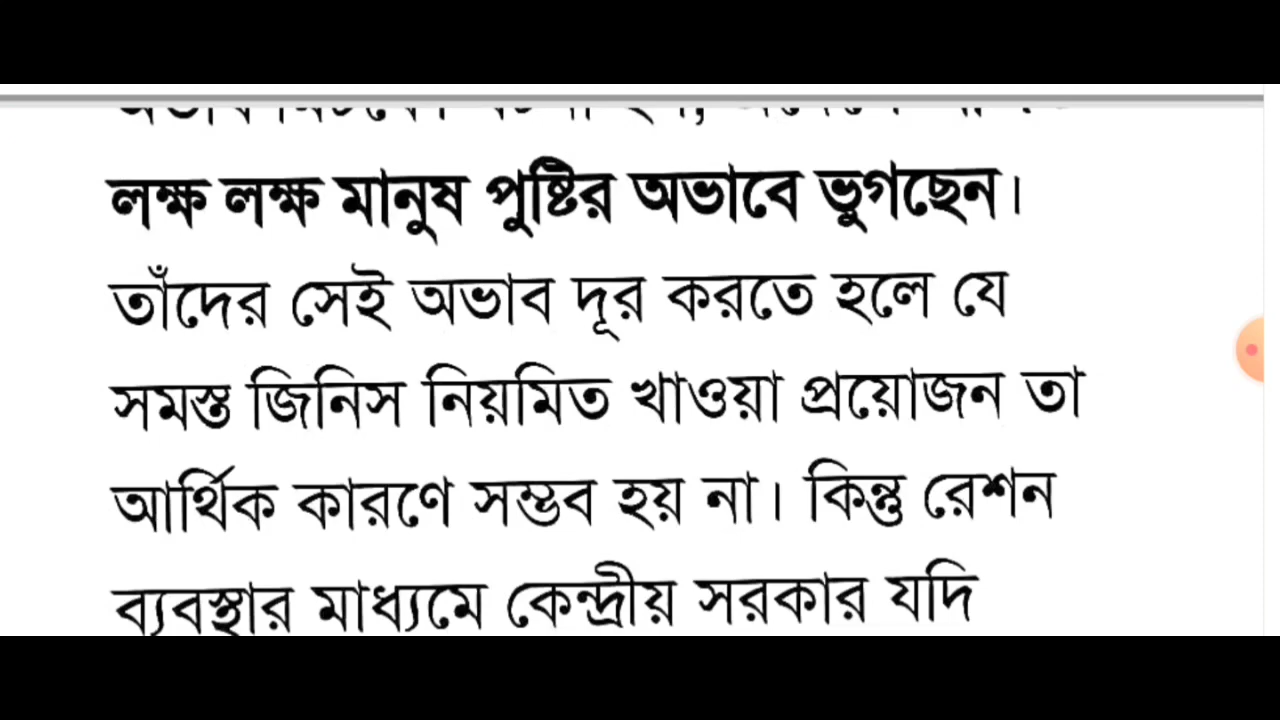 লক্ষ লক্ষ মানুষ পুষ্টির অভাবে ভুগছেন।
তাঁদের সেই অভাব দূর করতে হলে যে
সমস্ত জিনিস নিয়মিত খাওয়া প্রয়োজন তা
আর্থিক কারণে সম্ভব হয় না। কিন্তু রেশন
ব্যবস্থার মাধ্যমে কেন্দ্রীয় সরকার যদি